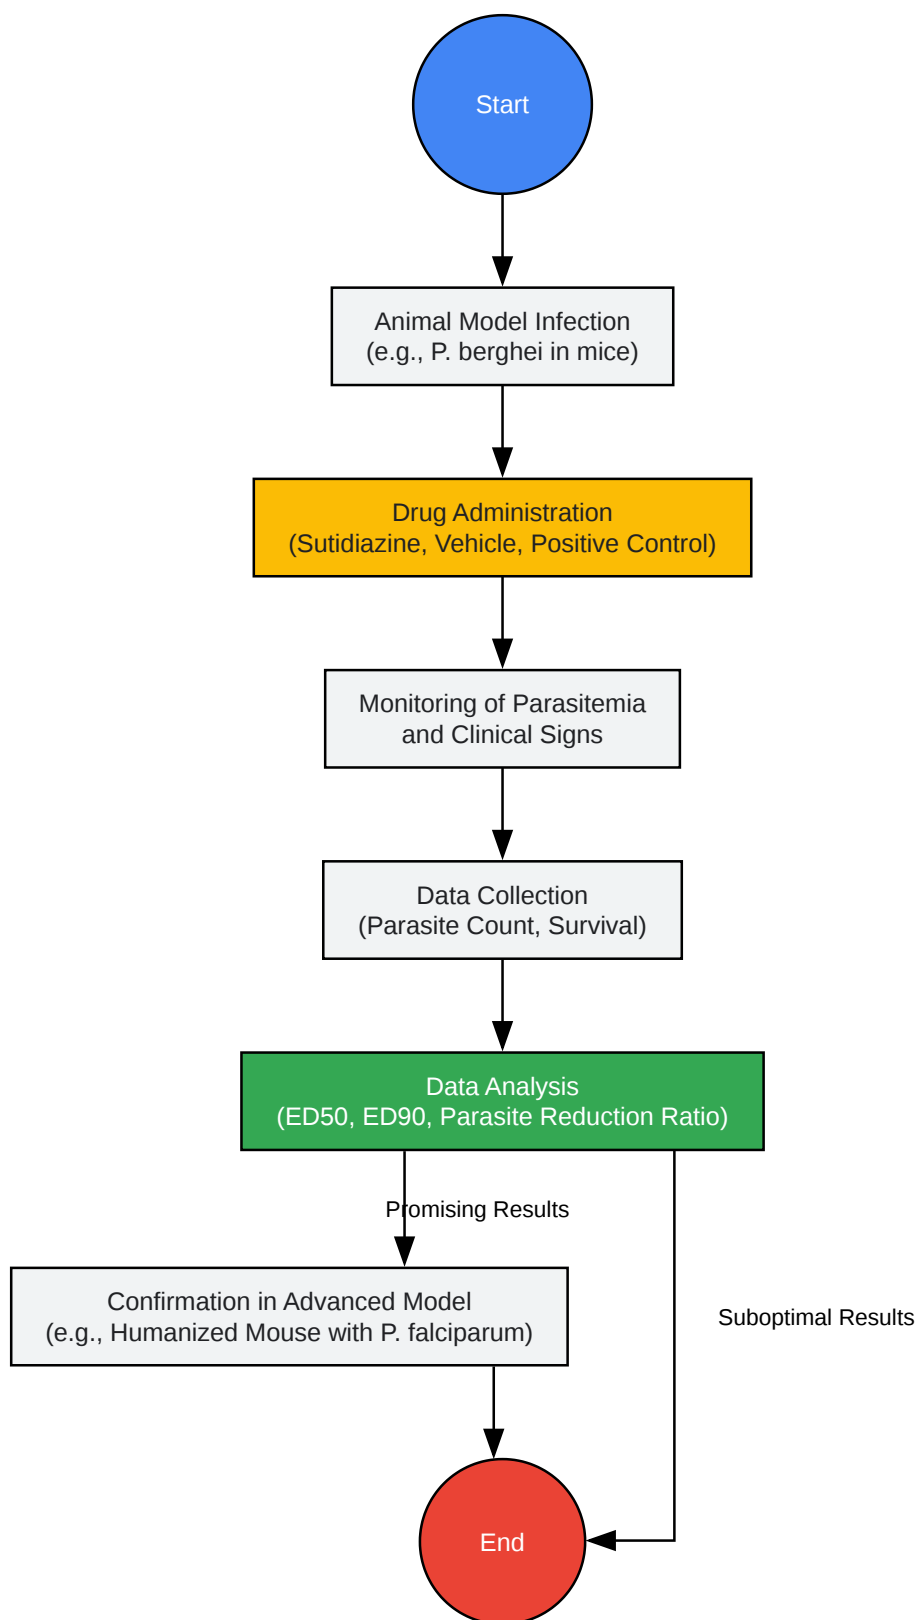 Start
Animal Model Infection
(e.g., P. berghei in mice)
Drug Administration
(Sutidiazine, Vehicle, Positive Control)
Monitoring of Parasitemia
and Clinical Signs
Data Collection
(Parasite Count, Survival)
Data Analysis
(ED50, ED90, Parasite Reduction Ratio)
Promising Results
Confirmation in Advanced Model
(e.g., Humanized Mouse with P. falciparum)
Suboptimal Results
End